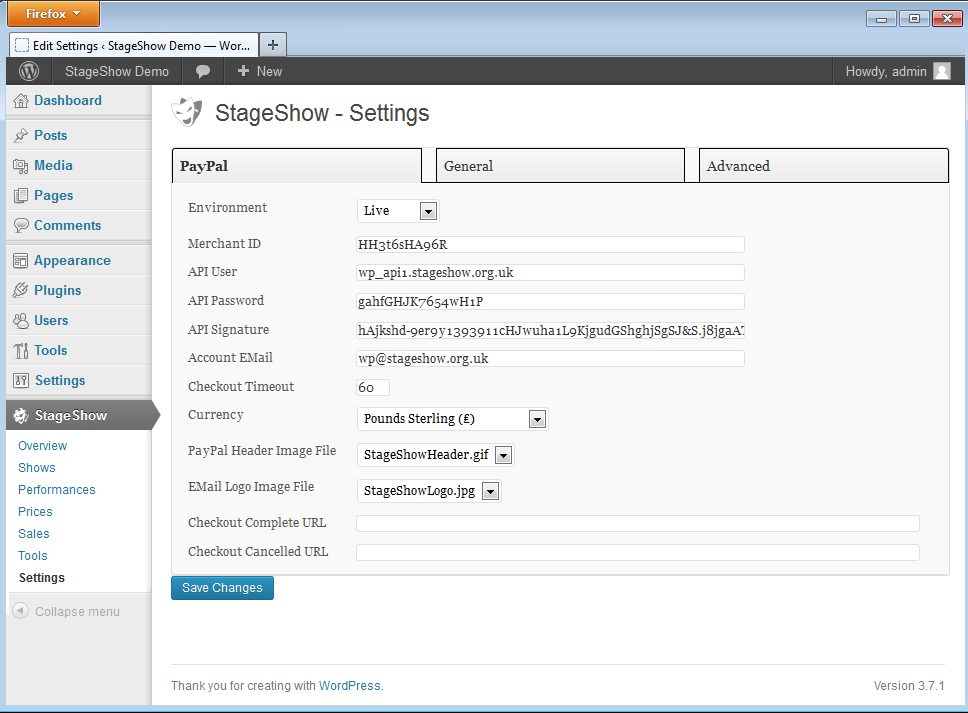 Firefox
Edit Settings ‹ StageShow Demo — Wor...
StageShow Demo
New
Howdy, admin
Dashboard
Posts
Media
Pages
Comments
Appearance
Plugins
Users
Tools
Settings
StageShow
Overview
Shows
Performances
Prices
Sales
Tools
Settings
Collapse menu
StageShow - Settings
PayPal
General
Advanced
Environment
Live
Merchant ID
HH3t6sHA96R
API User
wp_api1.stageshow.org.uk
API Password
gahfGHJK7654wH1P
API Signature
hAjkshd-9er9y1393911cHJwuha1L9KjgudGShghjSgSJ&S.j8jgaA
Account EMail
wp@stageshow.org.uk
Checkout Timeout
60
Currency
Pounds Sterling (£)
PayPal Header Image File
StageShowHeader.gif
EMail Logo Image File
StageShowLogo.jpg
Checkout Complete URL
Checkout Cancelled URL
Save Changes
Thank you for creating with WordPress.
Version 3.7.1